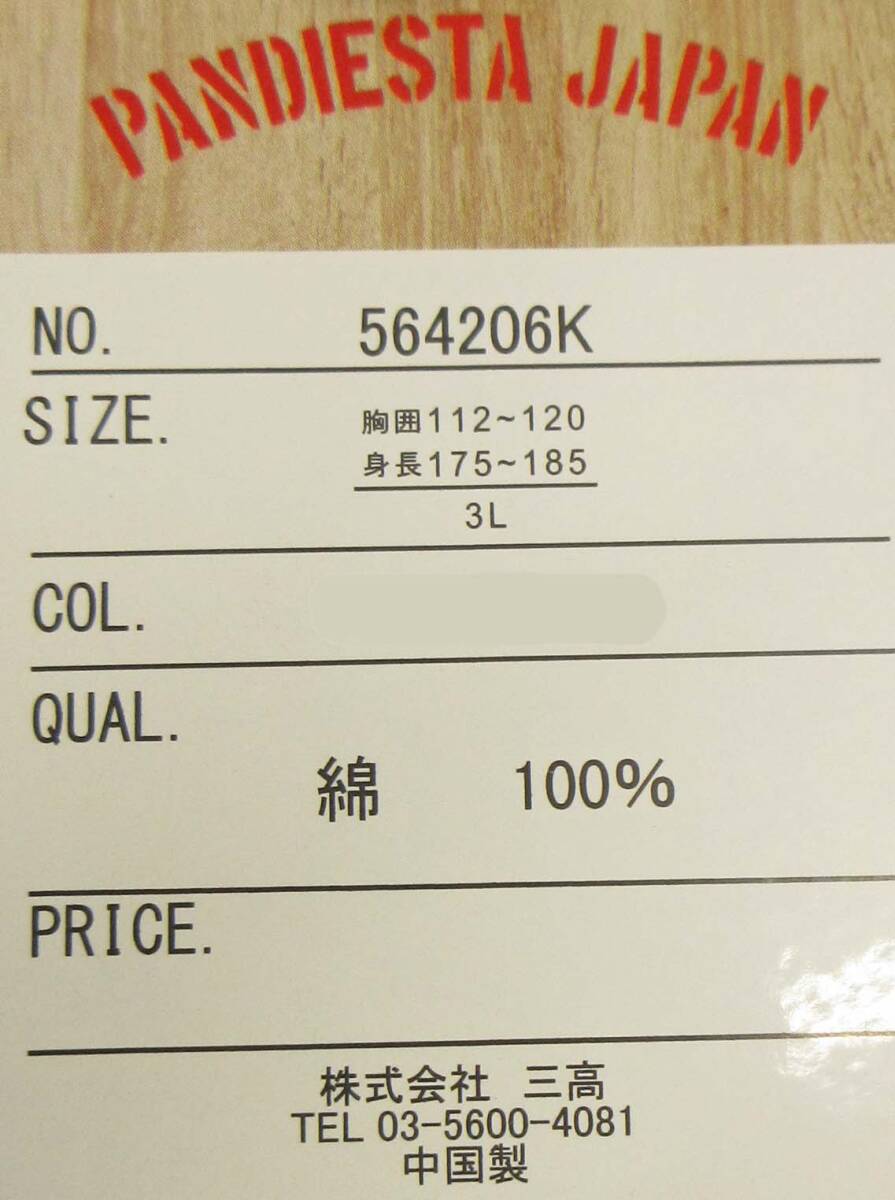 PANDIESTA JAPAN
NO. 564206K
SIZE. 胸囲112~120
身長175~185
3L
COL.
QUAL.
綿 100%
PRICE.
株式会社 三高
TEL 03-5600-4081
中国製